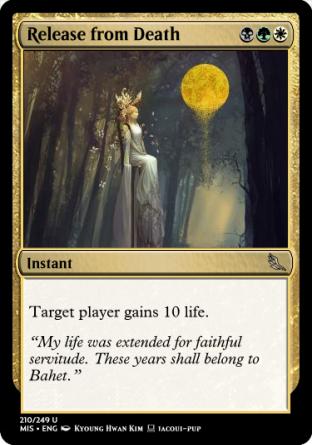 Release from Death
Instant
Target player gains 10 life.
“My life was extended for faithful
servitude. These years shall belong to
Bahet.”
210/249 U
MIS • ENG Kyoung Hwan Kim iacoui-pup